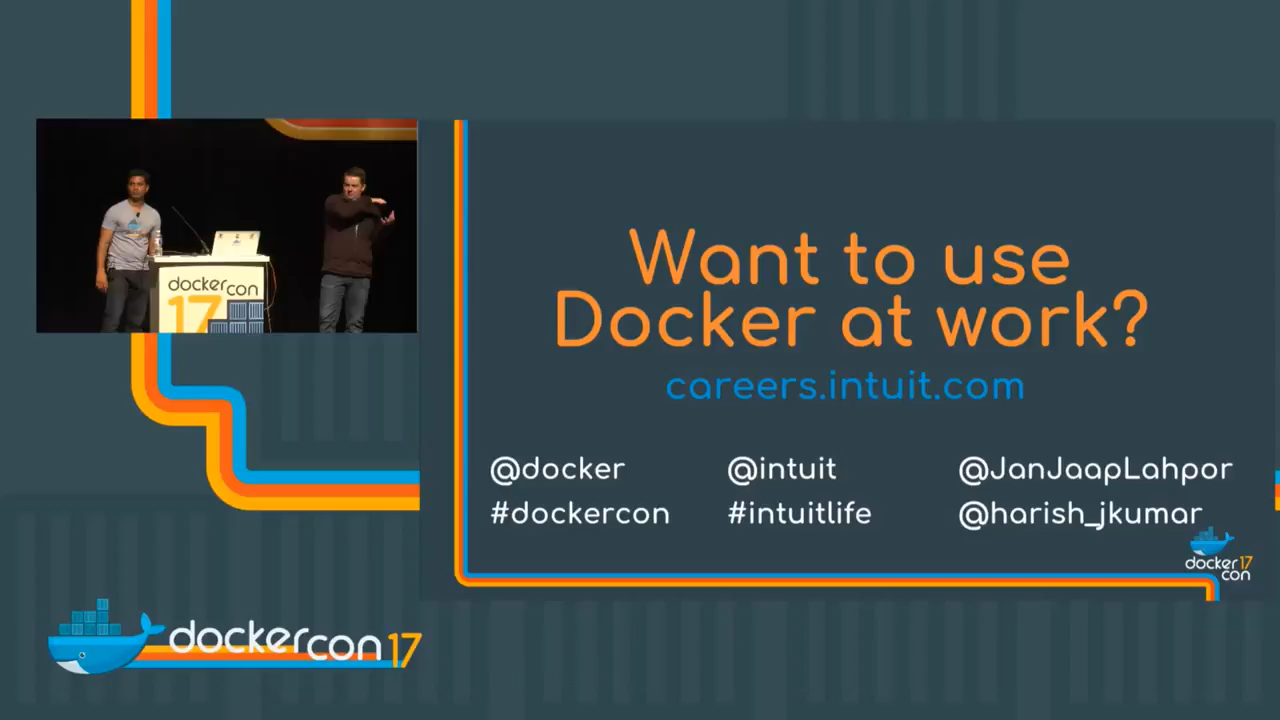 dockercon
17
Want to use
Docker at work?
careers.intuit.com
@docker
#dockercon
@intuit
#intuitlife
@JanJaapLahpor
@harish_jkumar
docker17
con
dockercon17